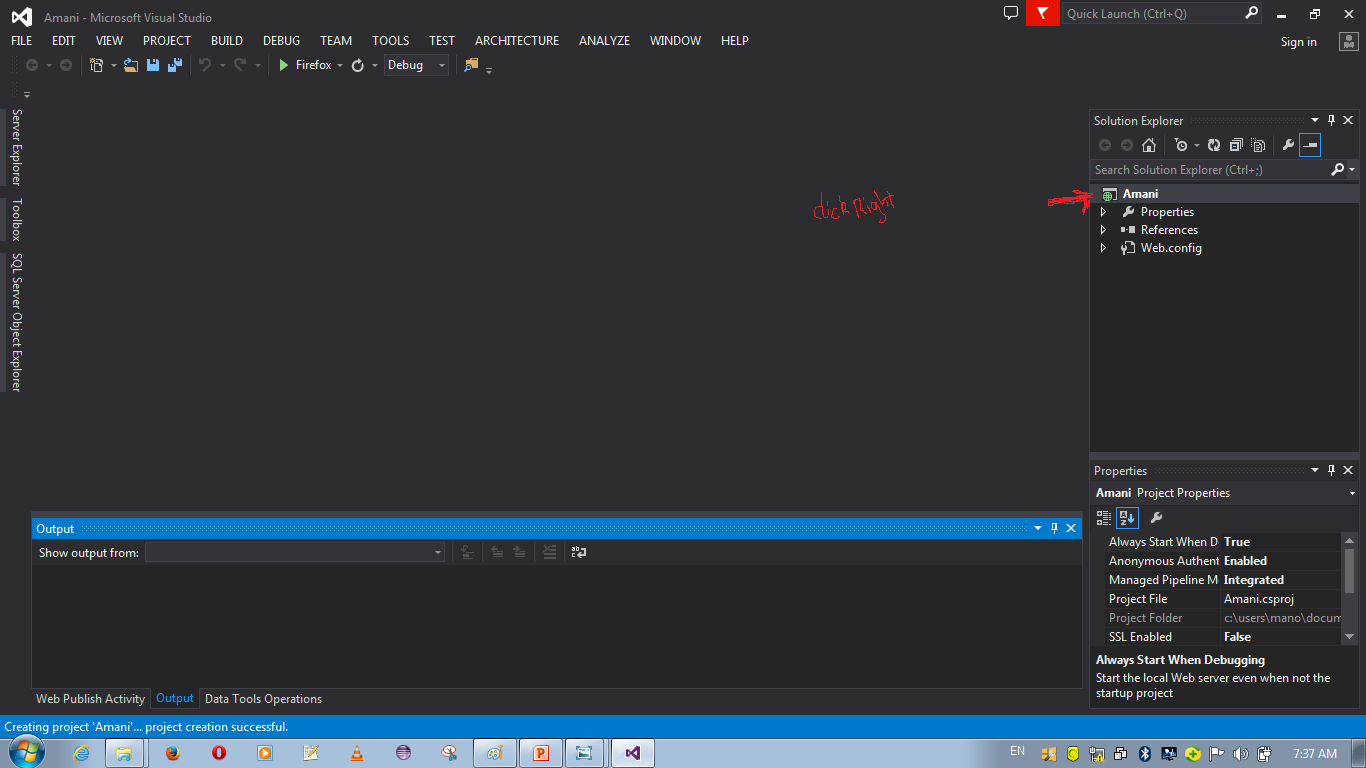 Amani - Microsoft Visual Studio
Quick Launch (Ctrl+Q)
FILE EDIT VIEW PROJECT BUILD DEBUG TEAM TOOLS TEST ARCHITECTURE ANALYZE WINDOW HELP
Sign in
Firefox
Debug
Server Explorer
Toolbox
SQL Server Object Explorer
click Right
Solution Explorer
Search Solution Explorer (Ctrl+;)
Amani
Properties
References
Web.config
Properties
Amani Project Properties
Always Start When D True
Anonymous Authent Enabled
Managed Pipeline M Integrated
Project File Amani.csproj
Project Folder c:\users\mano\docum
SSL Enabled False
Always Start When Debugging
Start the local Web server even when not the
startup project
Output
Show output from:
Web Publish Activity Output Data Tools Operations
Creating project 'Amani'... project creation successful.
EN
7:37 AM